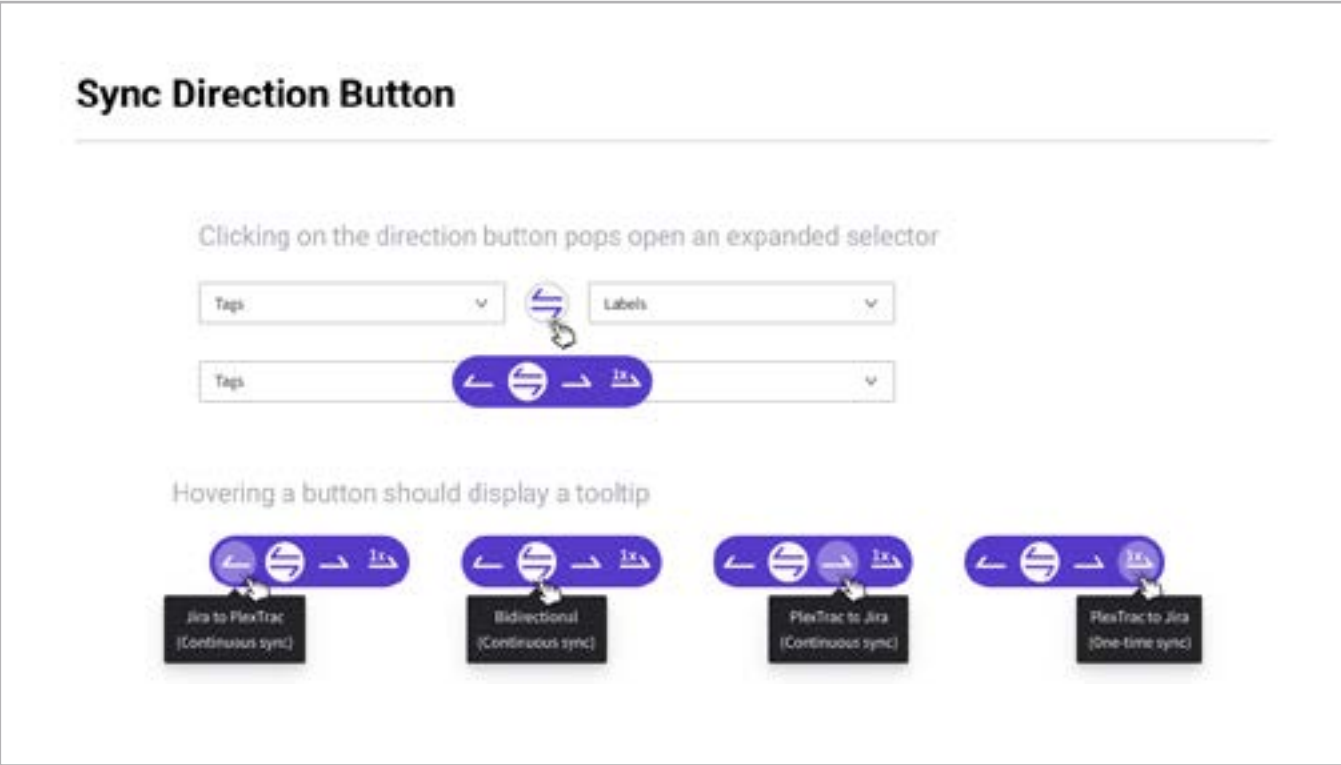 Sync Direction Button
Clicking on the direction button pops open an expanded selector
Tags
Labels
Tags
1x
Hovering a button should display a tooltip
1x
1x
1x
1x
Jira to PlexTrac
(Continuous sync)
Bidirectional
(Continuous sync)
PlexTrac to Jira
(Continuous sync)
PlexTrac to Jira
(One-time sync)